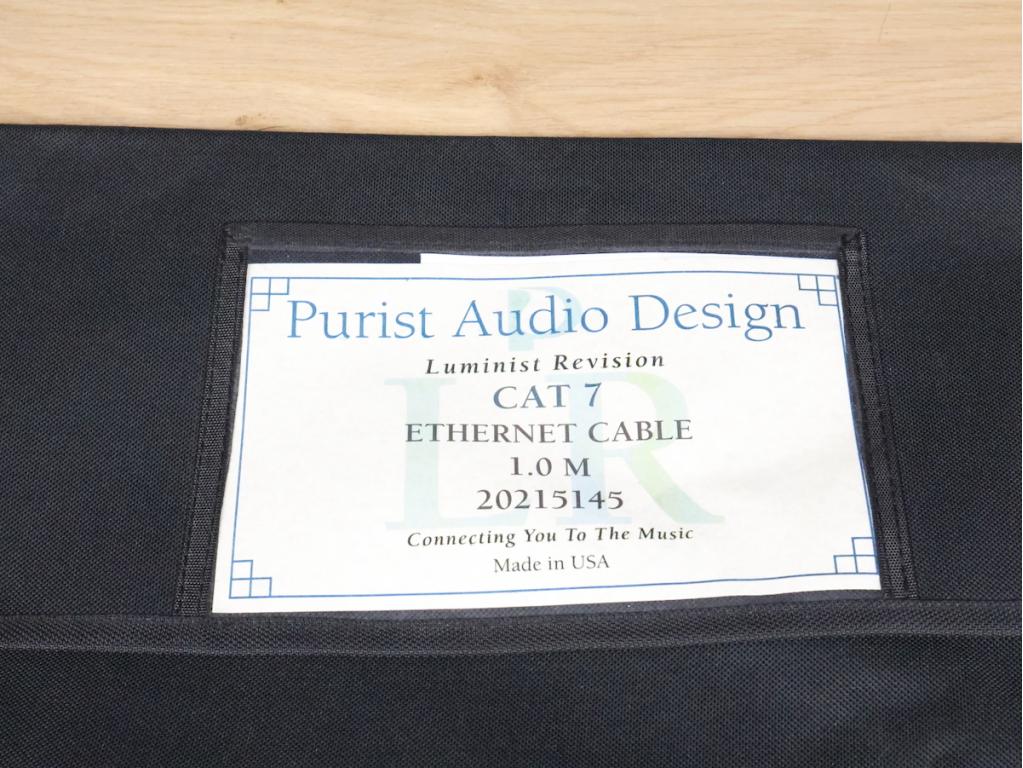 Purist Audio Design
Luminist Revision
CAT 7
ETHERNET CABLE
1.0 M
20215145
Connecting You To The Music
Made in USA
PLR